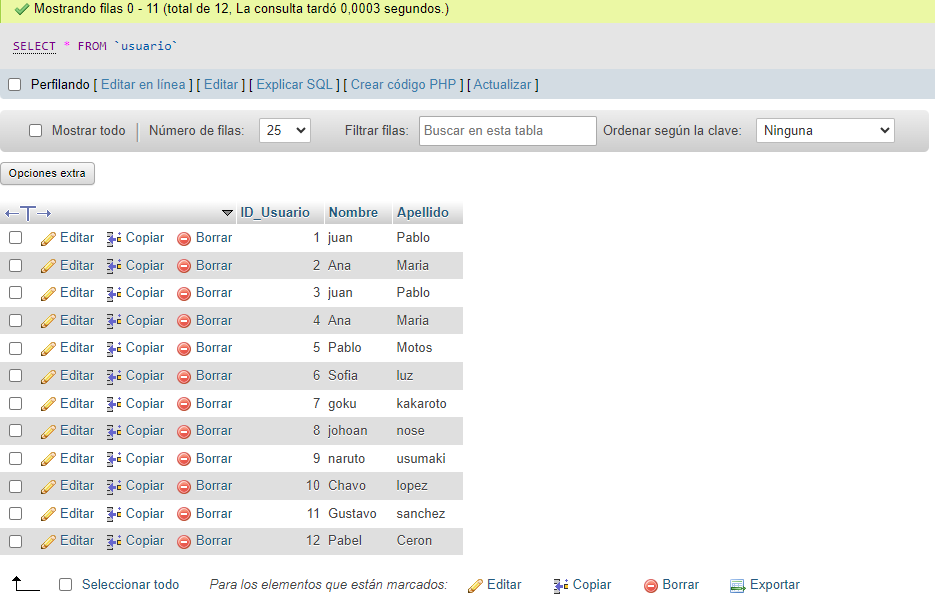 Mostrando filas 0 - 11 (total de 12, La consulta tardó 0,0003 segundos.)
SELECT * FROM `usuario`
Perfilando [ Editar en línea ] [ Editar ] [ Explicar SQL ] [ Crear código PHP ] [ Actualizar ]
Mostrar todo Número de filas: 25 Filtrar filas: Buscar en esta tabla Ordenar según la clave: Ninguna
Opciones extra
ID_Usuario Nombre Apellido
Editar Copiar Borrar 1 juan Pablo
Editar Copiar Borrar 2 Ana Maria
Editar Copiar Borrar 3 juan Pablo
Editar Copiar Borrar 4 Ana Maria
Editar Copiar Borrar 5 Pablo Motos
Editar Copiar Borrar 6 Sofia luz
Editar Copiar Borrar 7 goku kakaroto
Editar Copiar Borrar 8 johoan nose
Editar Copiar Borrar 9 naruto usumaki
Editar Copiar Borrar 10 Chavo lopez
Editar Copiar Borrar 11 Gustavo sanchez
Editar Copiar Borrar 12 Pabel Ceron
Seleccionar todo Para los elementos que están marcados: Editar Copiar Borrar Exportar